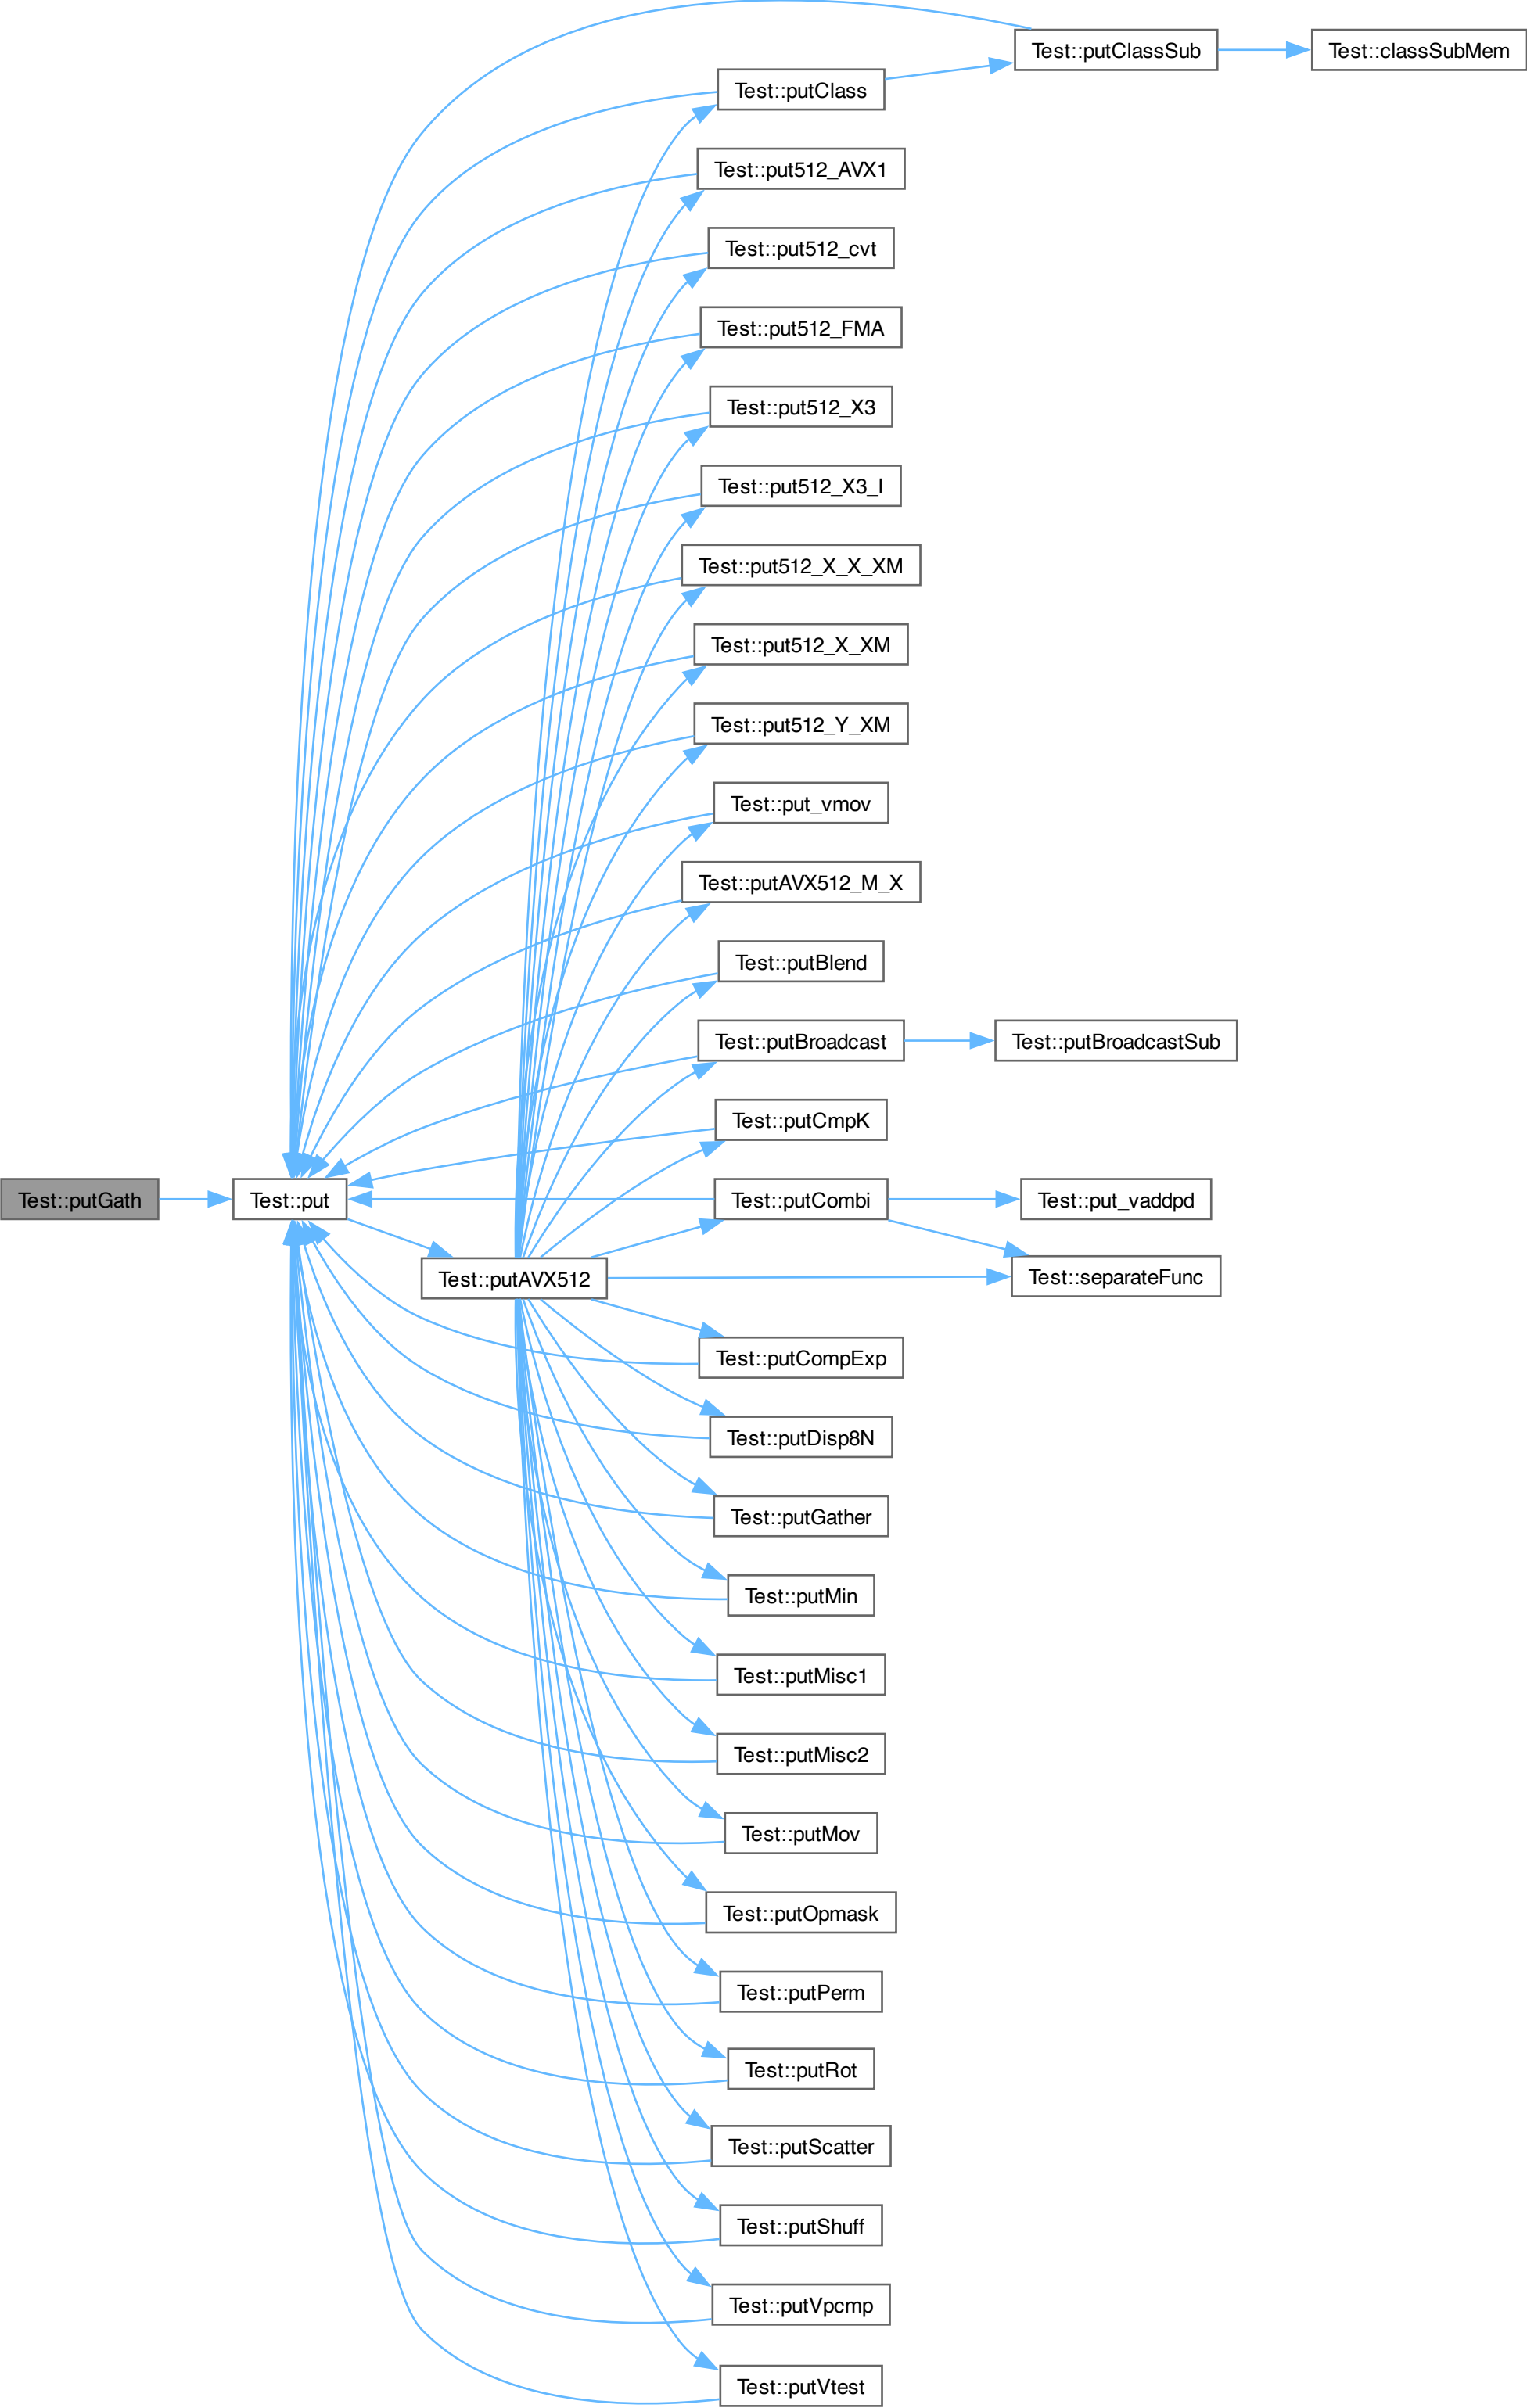 Test::putClassSub
Test::classSubMem
Test::putClass
Test::put512_AVX1
Test::put512_cvt
Test::put512_FMA
Test::put512_X3
Test::put512_X3_I
Test::put512_X_X_XM
Test::put512_X_XM
Test::put512_Y_XM
Test::put_vmov
Test::putAVX512_M_X
Test::putBlend
Test::putBroadcast
Test::putBroadcastSub
Test::putCmpK
Test::putGath
Test::put
Test::putCombi
Test::put_vaddpd
Test::putAVX512
Test::separateFunc
Test::putCompExp
Test::putDisp8N
Test::putGather
Test::putMin
Test::putMisc1
Test::putMisc2
Test::putMov
Test::putOpmask
Test::putPerm
Test::putRot
Test::putScatter
Test::putShuff
Test::putVpcmp
Test::putVtest